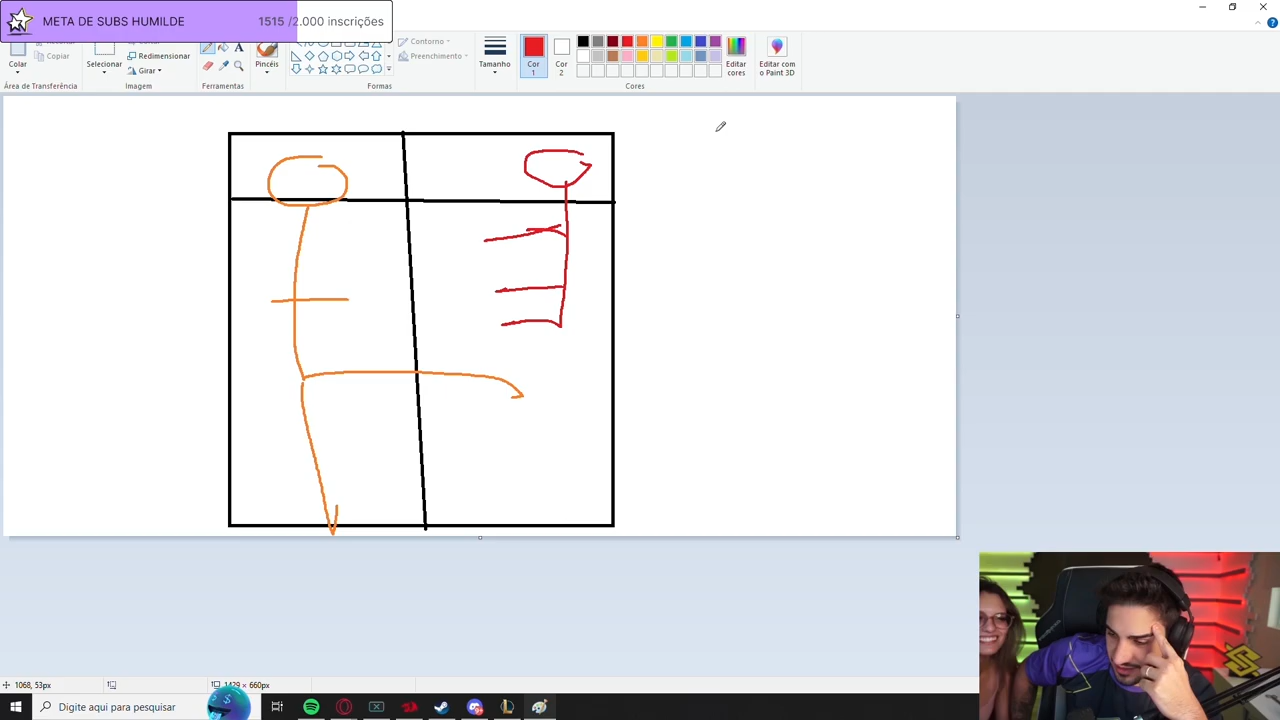 META DE SUBS HUMILDE 1515 /2.000 inscrições
Colar
Copiar
Área de Transferência
Selecionar
Redimensionar
Girar
Imagem
A
Ferramentas
Pincéis
Contorno
Preenchimento
Formas
Tamanho
Cor 1
Cor 2
Editar cores
Cores
Editar com o Paint 3D
1068, 53px
1429 × 660px
Digite aqui para pesquisar